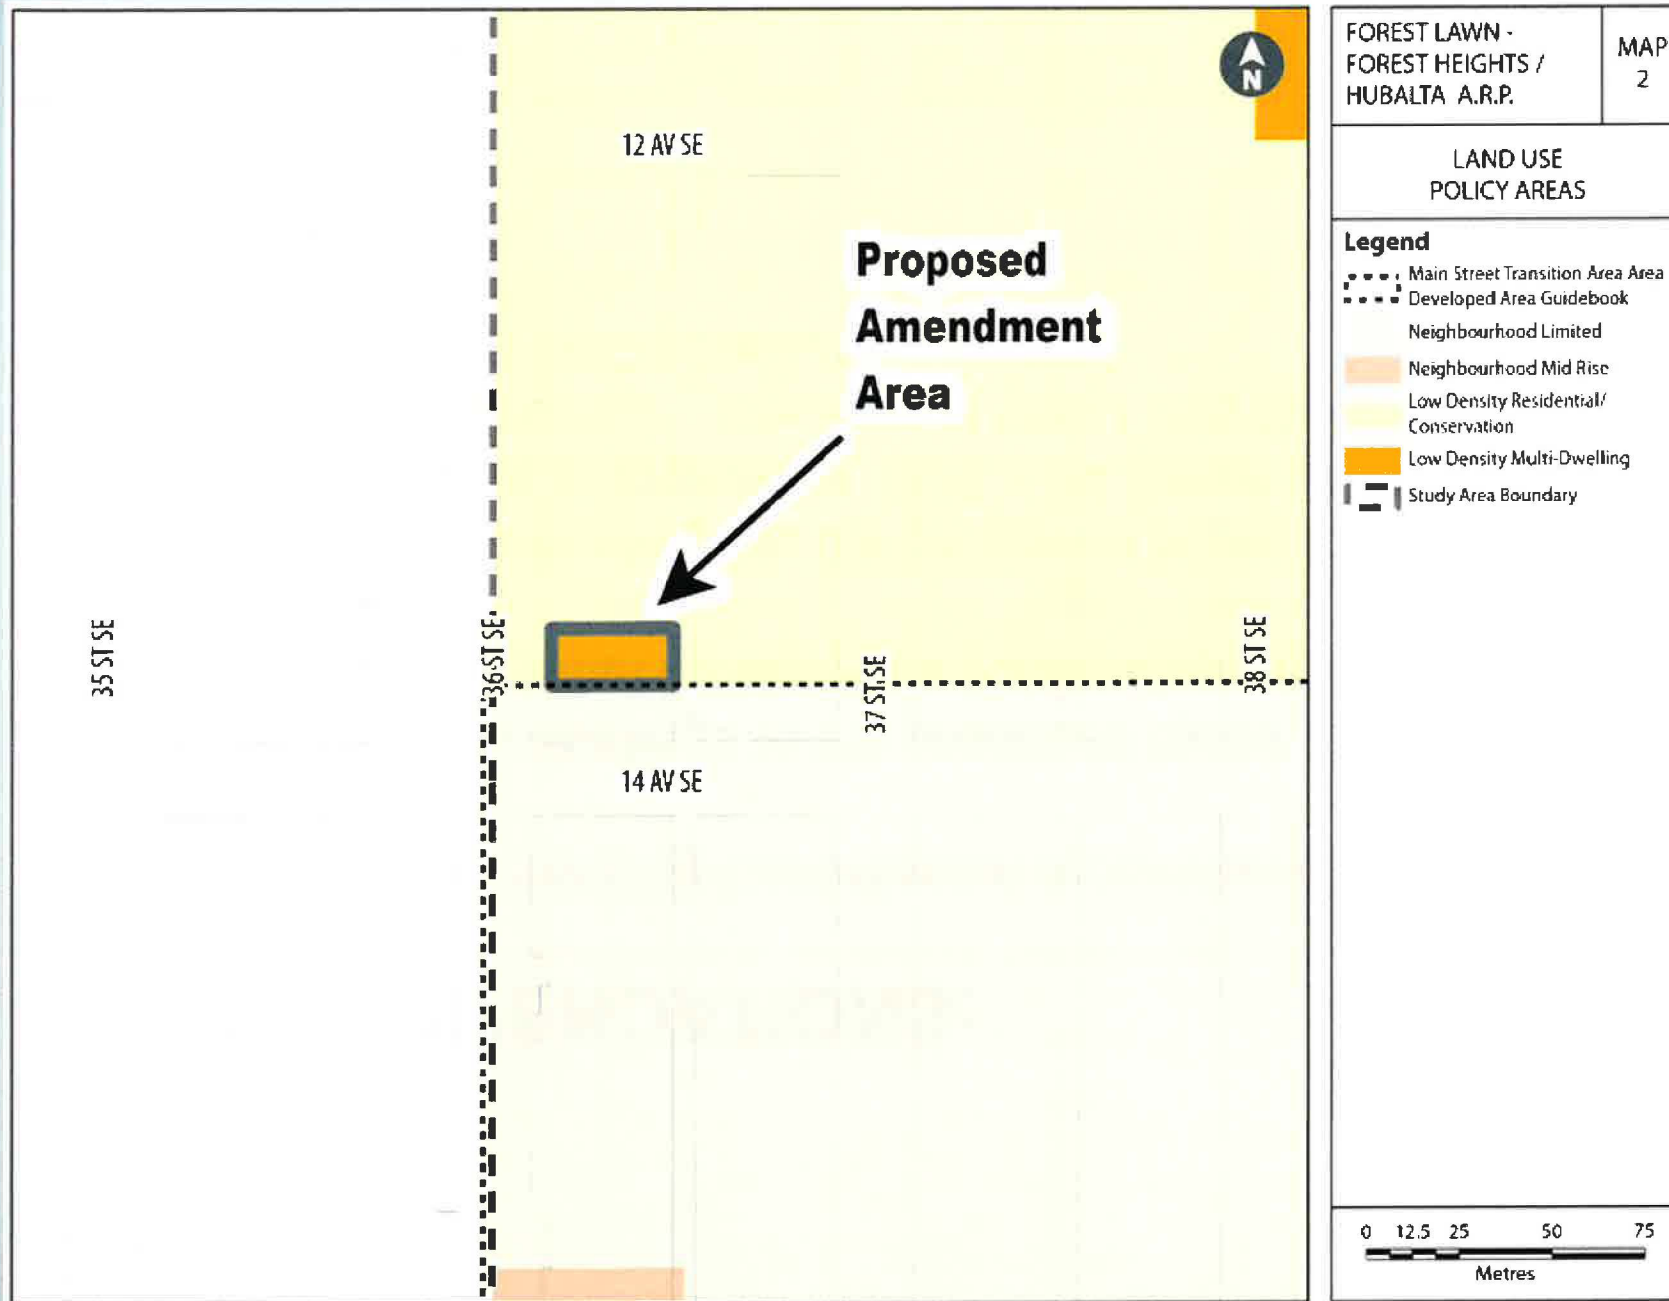 FOREST LAWN -
FOREST HEIGHTS /
HUBALTA A.R.P.
MAP
2
LAND USE
POLICY AREAS
Legend
Main Street Transition Area Area
Developed Area Guidebook
Neighbourhood Limited
Neighbourhood Mid Rise
Low Density Residential/
Conservation
Low Density Multi-Dwelling
Study Area Boundary
0 12.5 25 50 75
Metres
N
12 AV SE
Proposed
Amendment
Area
35 ST SE
36 ST SE
37 ST SE
38 ST SE
14 AV SE